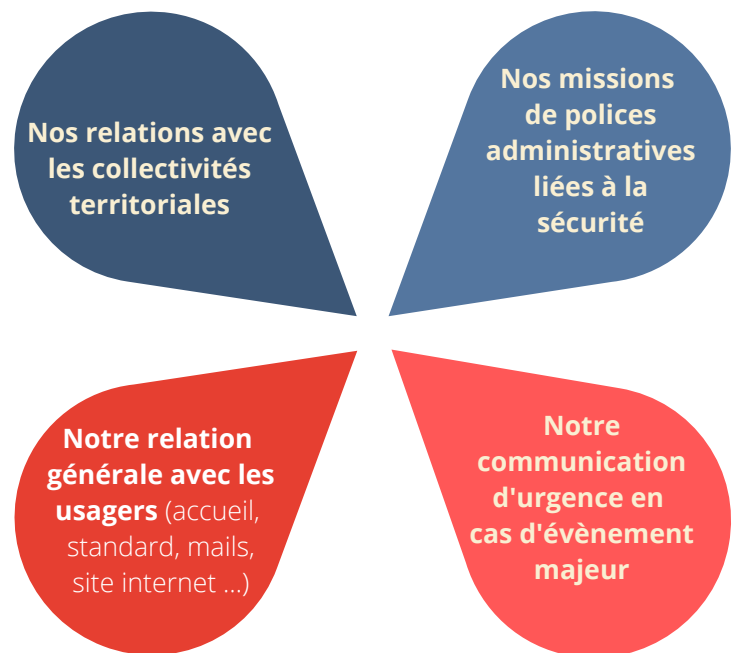 Nos relations avec
les collectivités
territoriales
Nos missions
de polices
administratives
liées à la
sécurité
Notre relation
générale avec les
usagers (accueil,
standard, mails,
site internet ...)
Notre
communication
d'urgence en
cas d'évènement
majeur